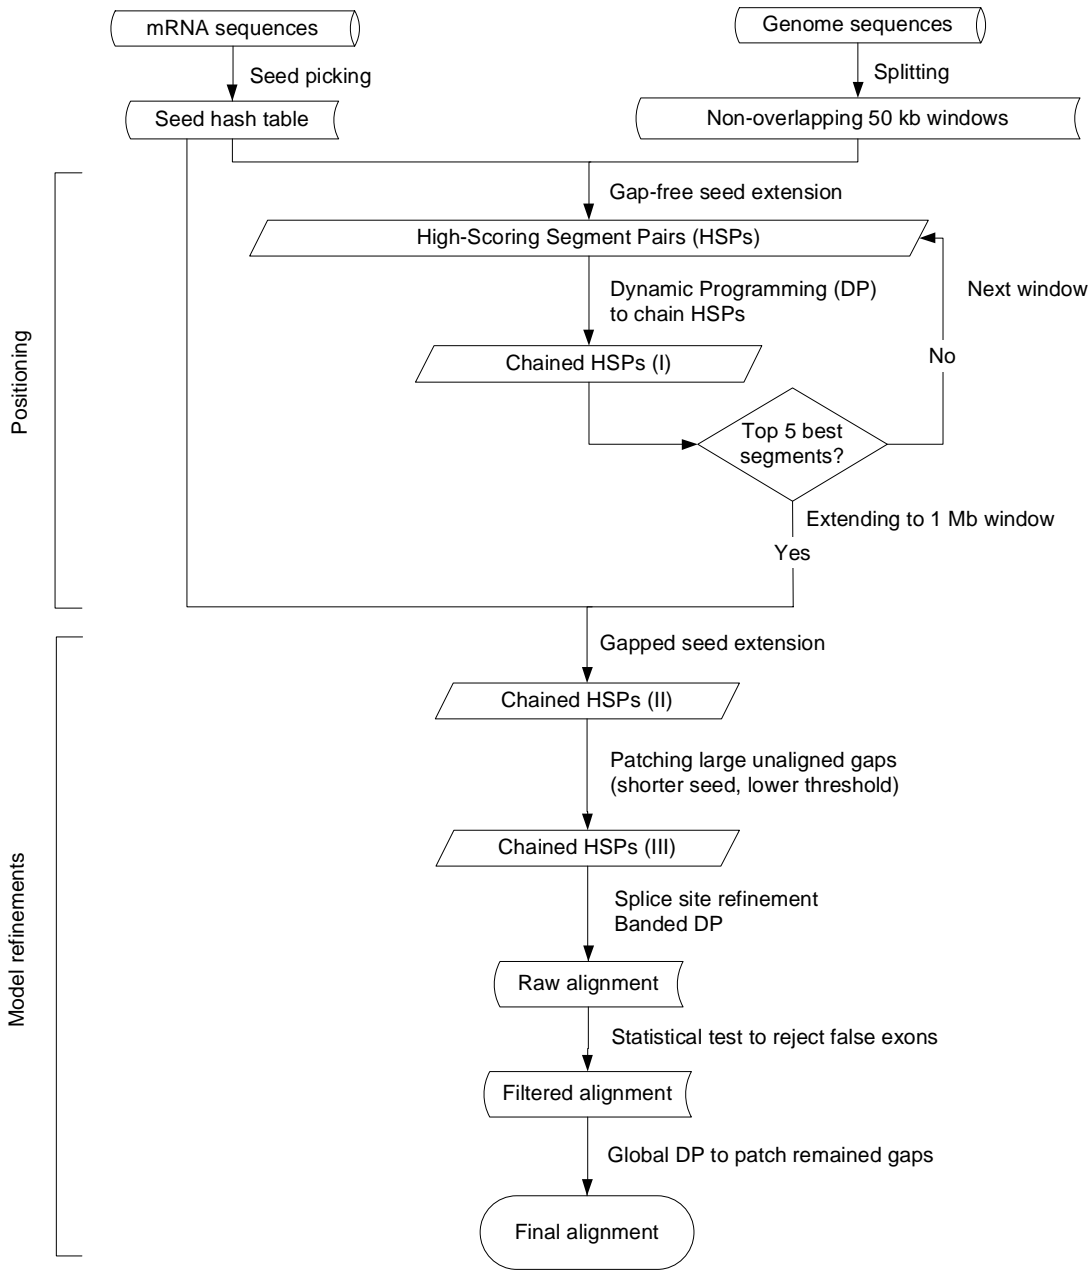 mRNA sequences
Genome sequences
Seed picking
Splitting
Seed hash table
Non-overlapping 50 kb windows
Gap-free seed extension
High-Scoring Segment Pairs (HSPs)
Dynamic Programming (DP)
to chain HSPs
Next window
Chained HSPs (I)
No
Top 5 best
segments?
Extending to 1 Mb window
Yes
Positioning
Gapped seed extension
Chained HSPs (II)
Patching large unaligned gaps
(shorter seed, lower threshold)
Chained HSPs (III)
Splice site refinement
Banded DP
Raw alignment
Statistical test to reject false exons
Filtered alignment
Global DP to patch remained gaps
Final alignment
Model refinements